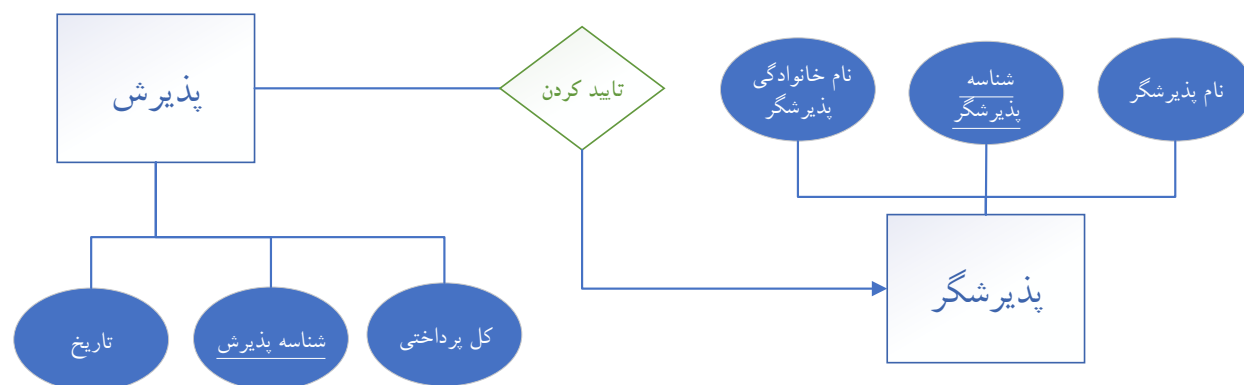 نام پذیرشگر
شناسه
پذیرشگر
نام خانوادگی
پذیرشگر
تایید کردن
پذیرش
پذیرشگر
کل پرداختی
شناسه پذیرش
تاریخ